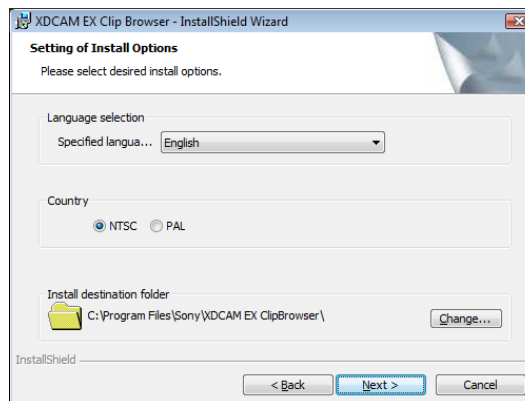 XDCAM EX Clip Browser - InstallShield Wizard
Setting of Install Options
Please select desired install options.
Language selection
Specified langua... English
Country
NTSC PAL
Install destination folder
C:\Program Files\Sony\XDCAM EX ClipBrowser\
Change...
InstallShield
< Back Next > Cancel